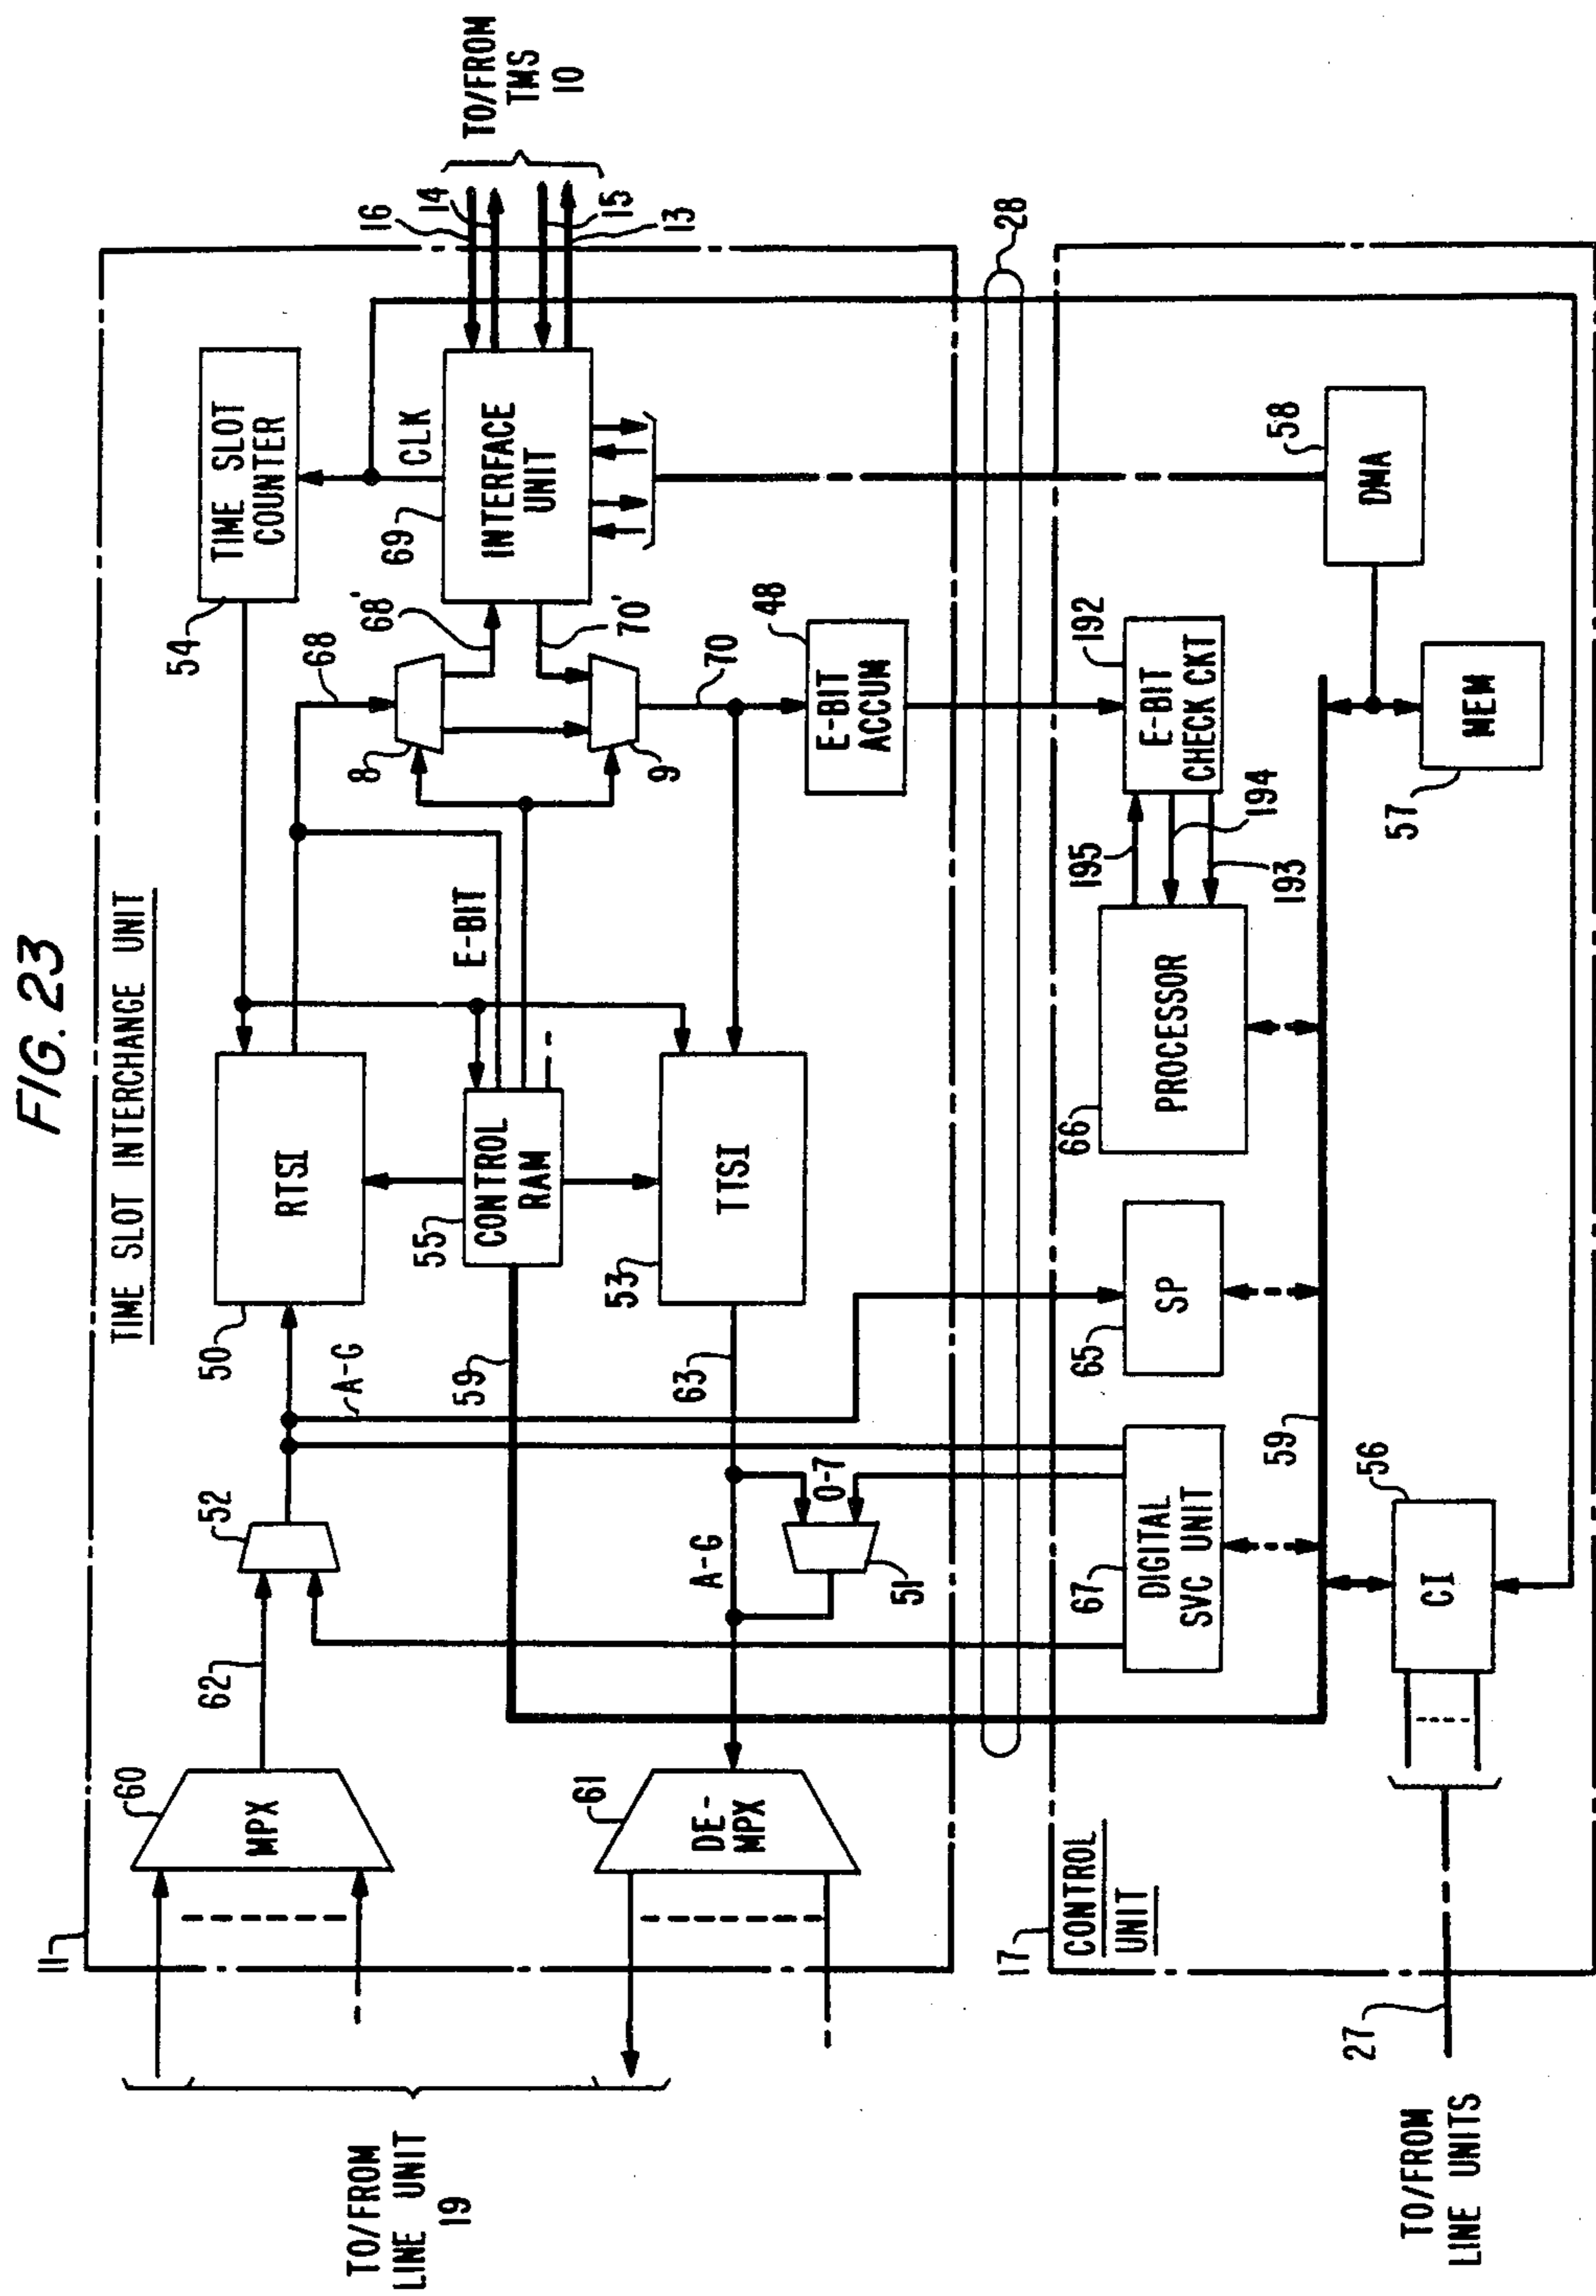 FIG. 23
TIME SLOT INTERCHANGE UNIT
11
TO/FROM
LINE UNIT
19
60
MPX
62
52
50
A-G
RTSI
54
TIME SLOT
COUNTER
68
E-BIT
8
68'
69
CLK
INTERFACE
UNIT
16
14
15
13
TO/FROM
TMS
10
59
55
CONTROL
RAM
70'
9
70
61
DE-
MPX
A-G
0-7
51
63
53
TTSI
48
E-BIT
ACCUM
28
17
CONTROL
UNIT
67
DIGITAL
SVC UNIT
65
SP
66
PROCESSOR
195
194
193
192
E-BIT
CHECK CKT
59
58
DMA
57
MEM
56
CI
27
TO/FROM
LINE UNITS